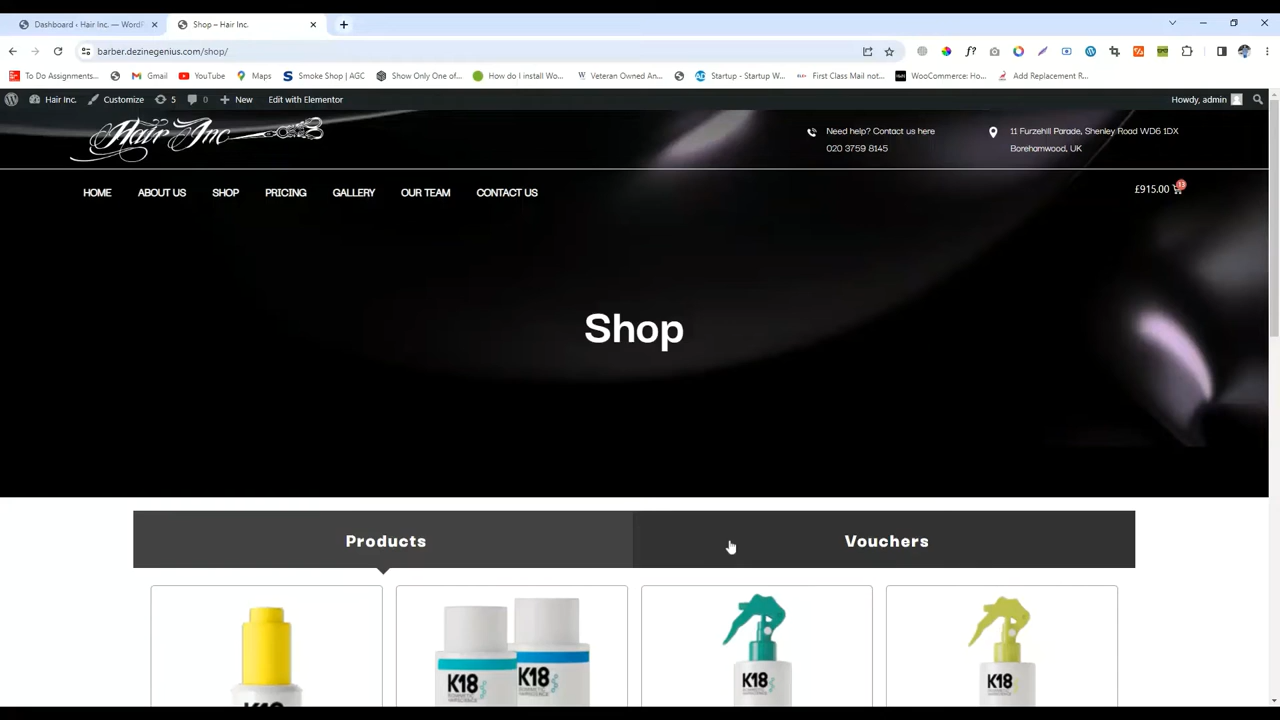 Dashboard ‹ Hair Inc. — WordP
Shop – Hair Inc.
barber.dezinegenius.com/shop/
To Do Assignments...
Gmail
YouTube
Maps
Smoke Shop | AGC
Show Only One of...
How do I install Wo...
Veteran Owned An...
Startup - Startup W...
First Class Mail not...
WooCommerce: Ho...
Add Replacement R...
Hair Inc.
Customize
5
0
New
Edit with Elementor
Howdy, admin
Hair Inc
Need help? Contact us here
020 3759 8145
11 Furzehill Parade, Shenley Road WD6 1DX
Borehamwood, UK
HOME
ABOUT US
SHOP
PRICING
GALLERY
OUR TEAM
CONTACT US
£915.00
13
Shop
Products
Vouchers
K18
K18
K18
K18
K18